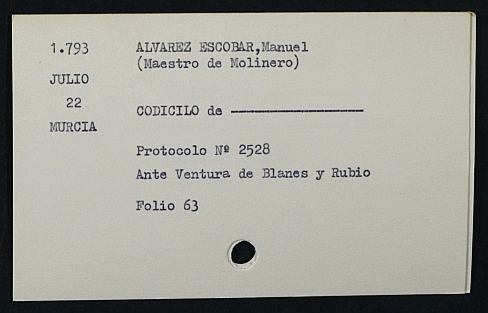 1.793 ALVAREZ ESCOBAR,Manuel
(Maestro de Molinero)
JULIO
22
CODICILO de ----------------
MURCIA
Protocolo Nº 2528
Ante Ventura de Blanes y Rubio
Folio 63